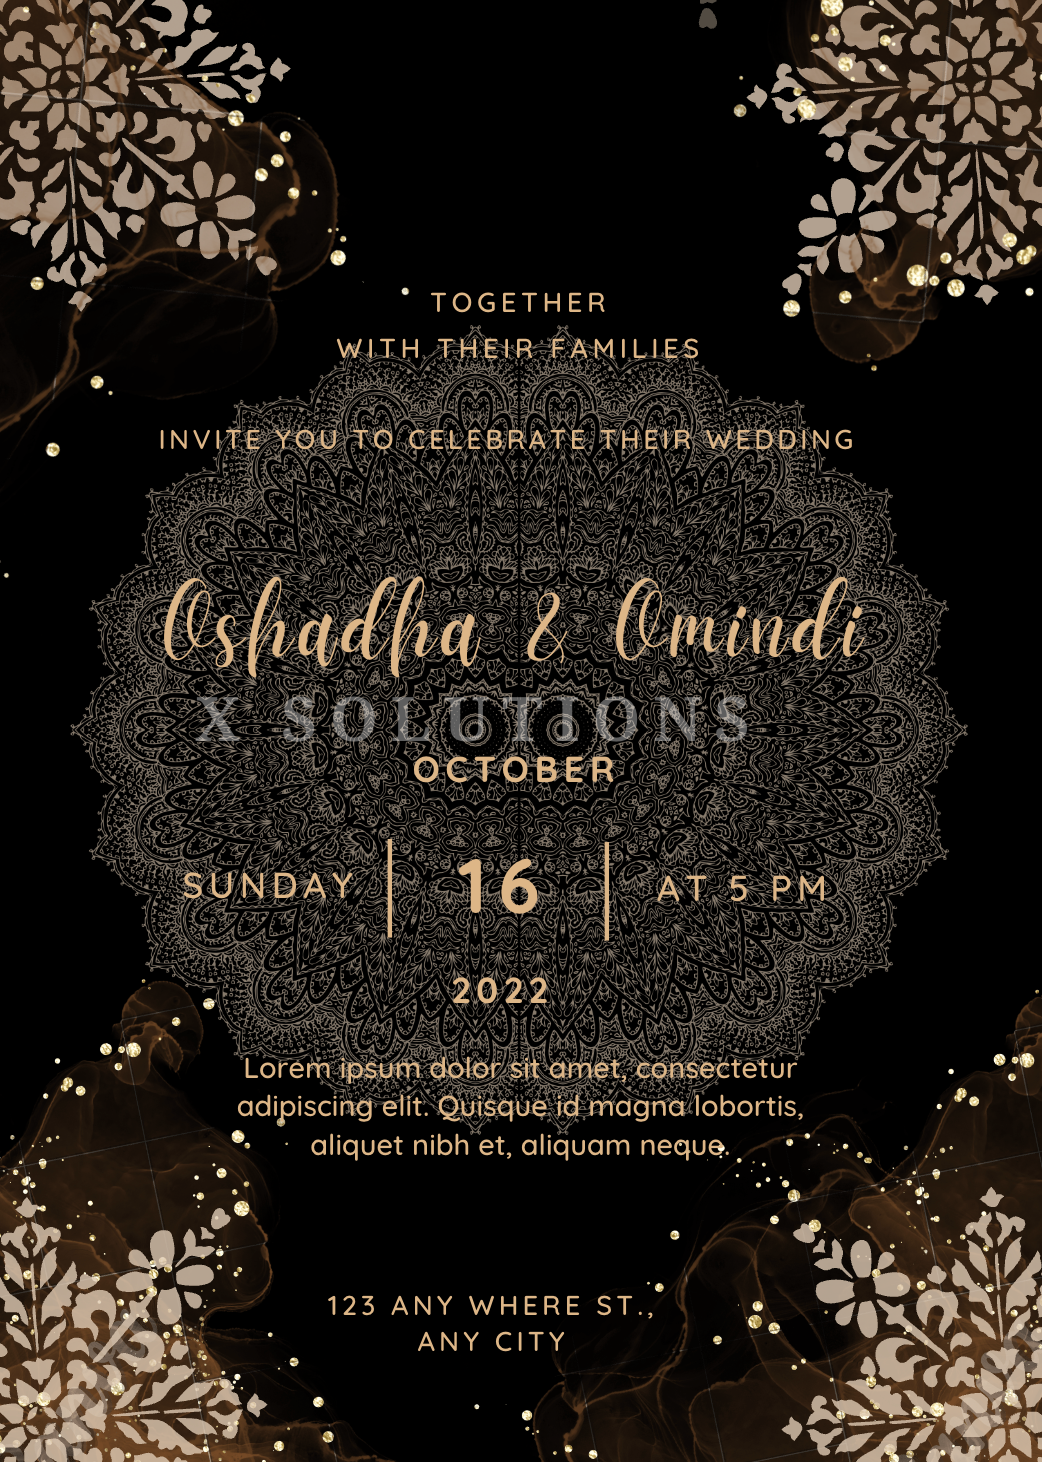 TOGETHER
WITH THEIR FAMILIES
INVITE YOU TO CELEBRATE THEIR WEDDING
Oshadha & Omindi
X SOLUTIONS
OCTOBER
SUNDAY 16 AT 5 PM
2022
Lorem ipsum dolor sit amet, consectetur
adipiscing elit. Quisque id magna lobortis,
aliquet nibh et, aliquam neque.
123 ANY WHERE ST.,
ANY CITY